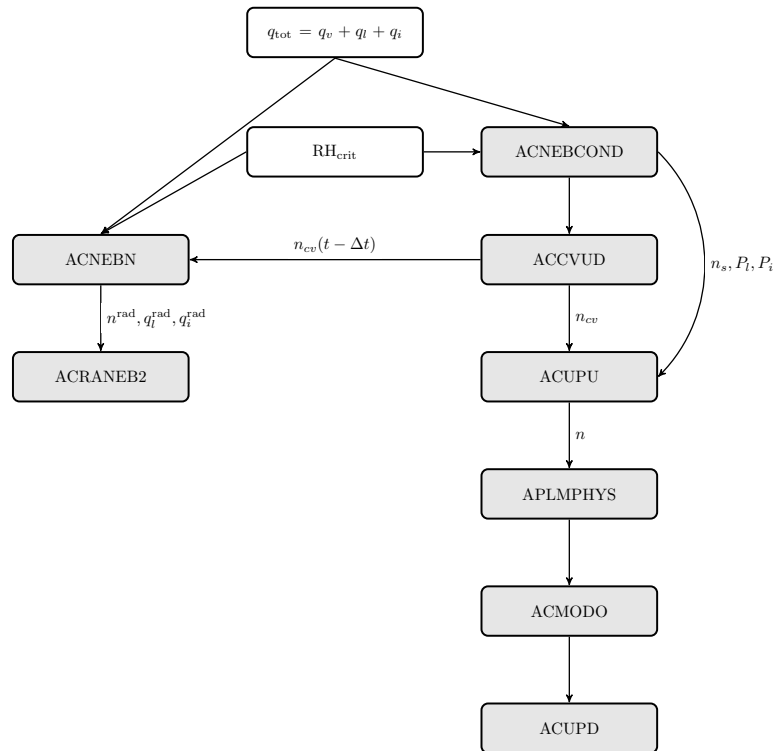 q_tot = q_v + q_l + q_i
RH_crit
ACNEBCOND
ACNEBN
n_cv(t − Δt)
ACCVUD
n_s, P_l, P_i
n^rad, q_l^rad, q_i^rad
n_cv
ACRANEB2
ACUPU
n
APLMPHYS
ACMODO
ACUPD